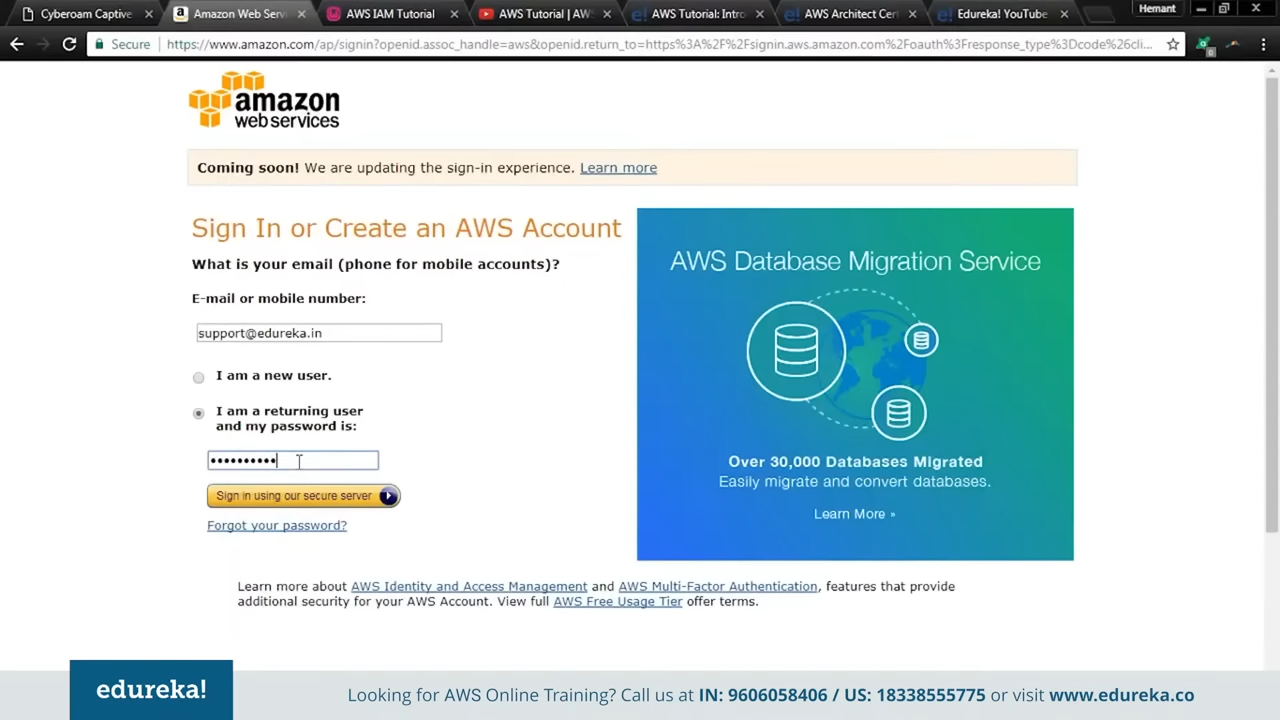 Cyberoam Captive
Amazon Web Serv
AWS IAM Tutorial
AWS Tutorial | AWS
AWS Tutorial: Intro
AWS Architect Cert
Edureka! YouTube
Hemant
Secure
https://www.amazon.com/ap/signin?openid.assoc_handle=aws&openid.return_to=https%3A%2F%2Fsignin.aws.amazon.com%2Foauth%3Fresponse_type%3Dcode%26cli...
0
amazon
web services
Coming soon! We are updating the sign-in experience. Learn more
Sign In or Create an AWS Account
What is your email (phone for mobile accounts)?
E-mail or mobile number:
support@edureka.in
I am a new user.
I am a returning user
and my password is:
••••••••••
Sign in using our secure server
Forgot your password?
AWS Database Migration Service
Over 30,000 Databases Migrated
Easily migrate and convert databases.
Learn More »
Learn more about AWS Identity and Access Management and AWS Multi-Factor Authentication, features that provide
additional security for your AWS Account. View full AWS Free Usage Tier offer terms.
edureka!
Looking for AWS Online Training? Call us at IN: 9606058406 / US: 18338555775 or visit www.edureka.co